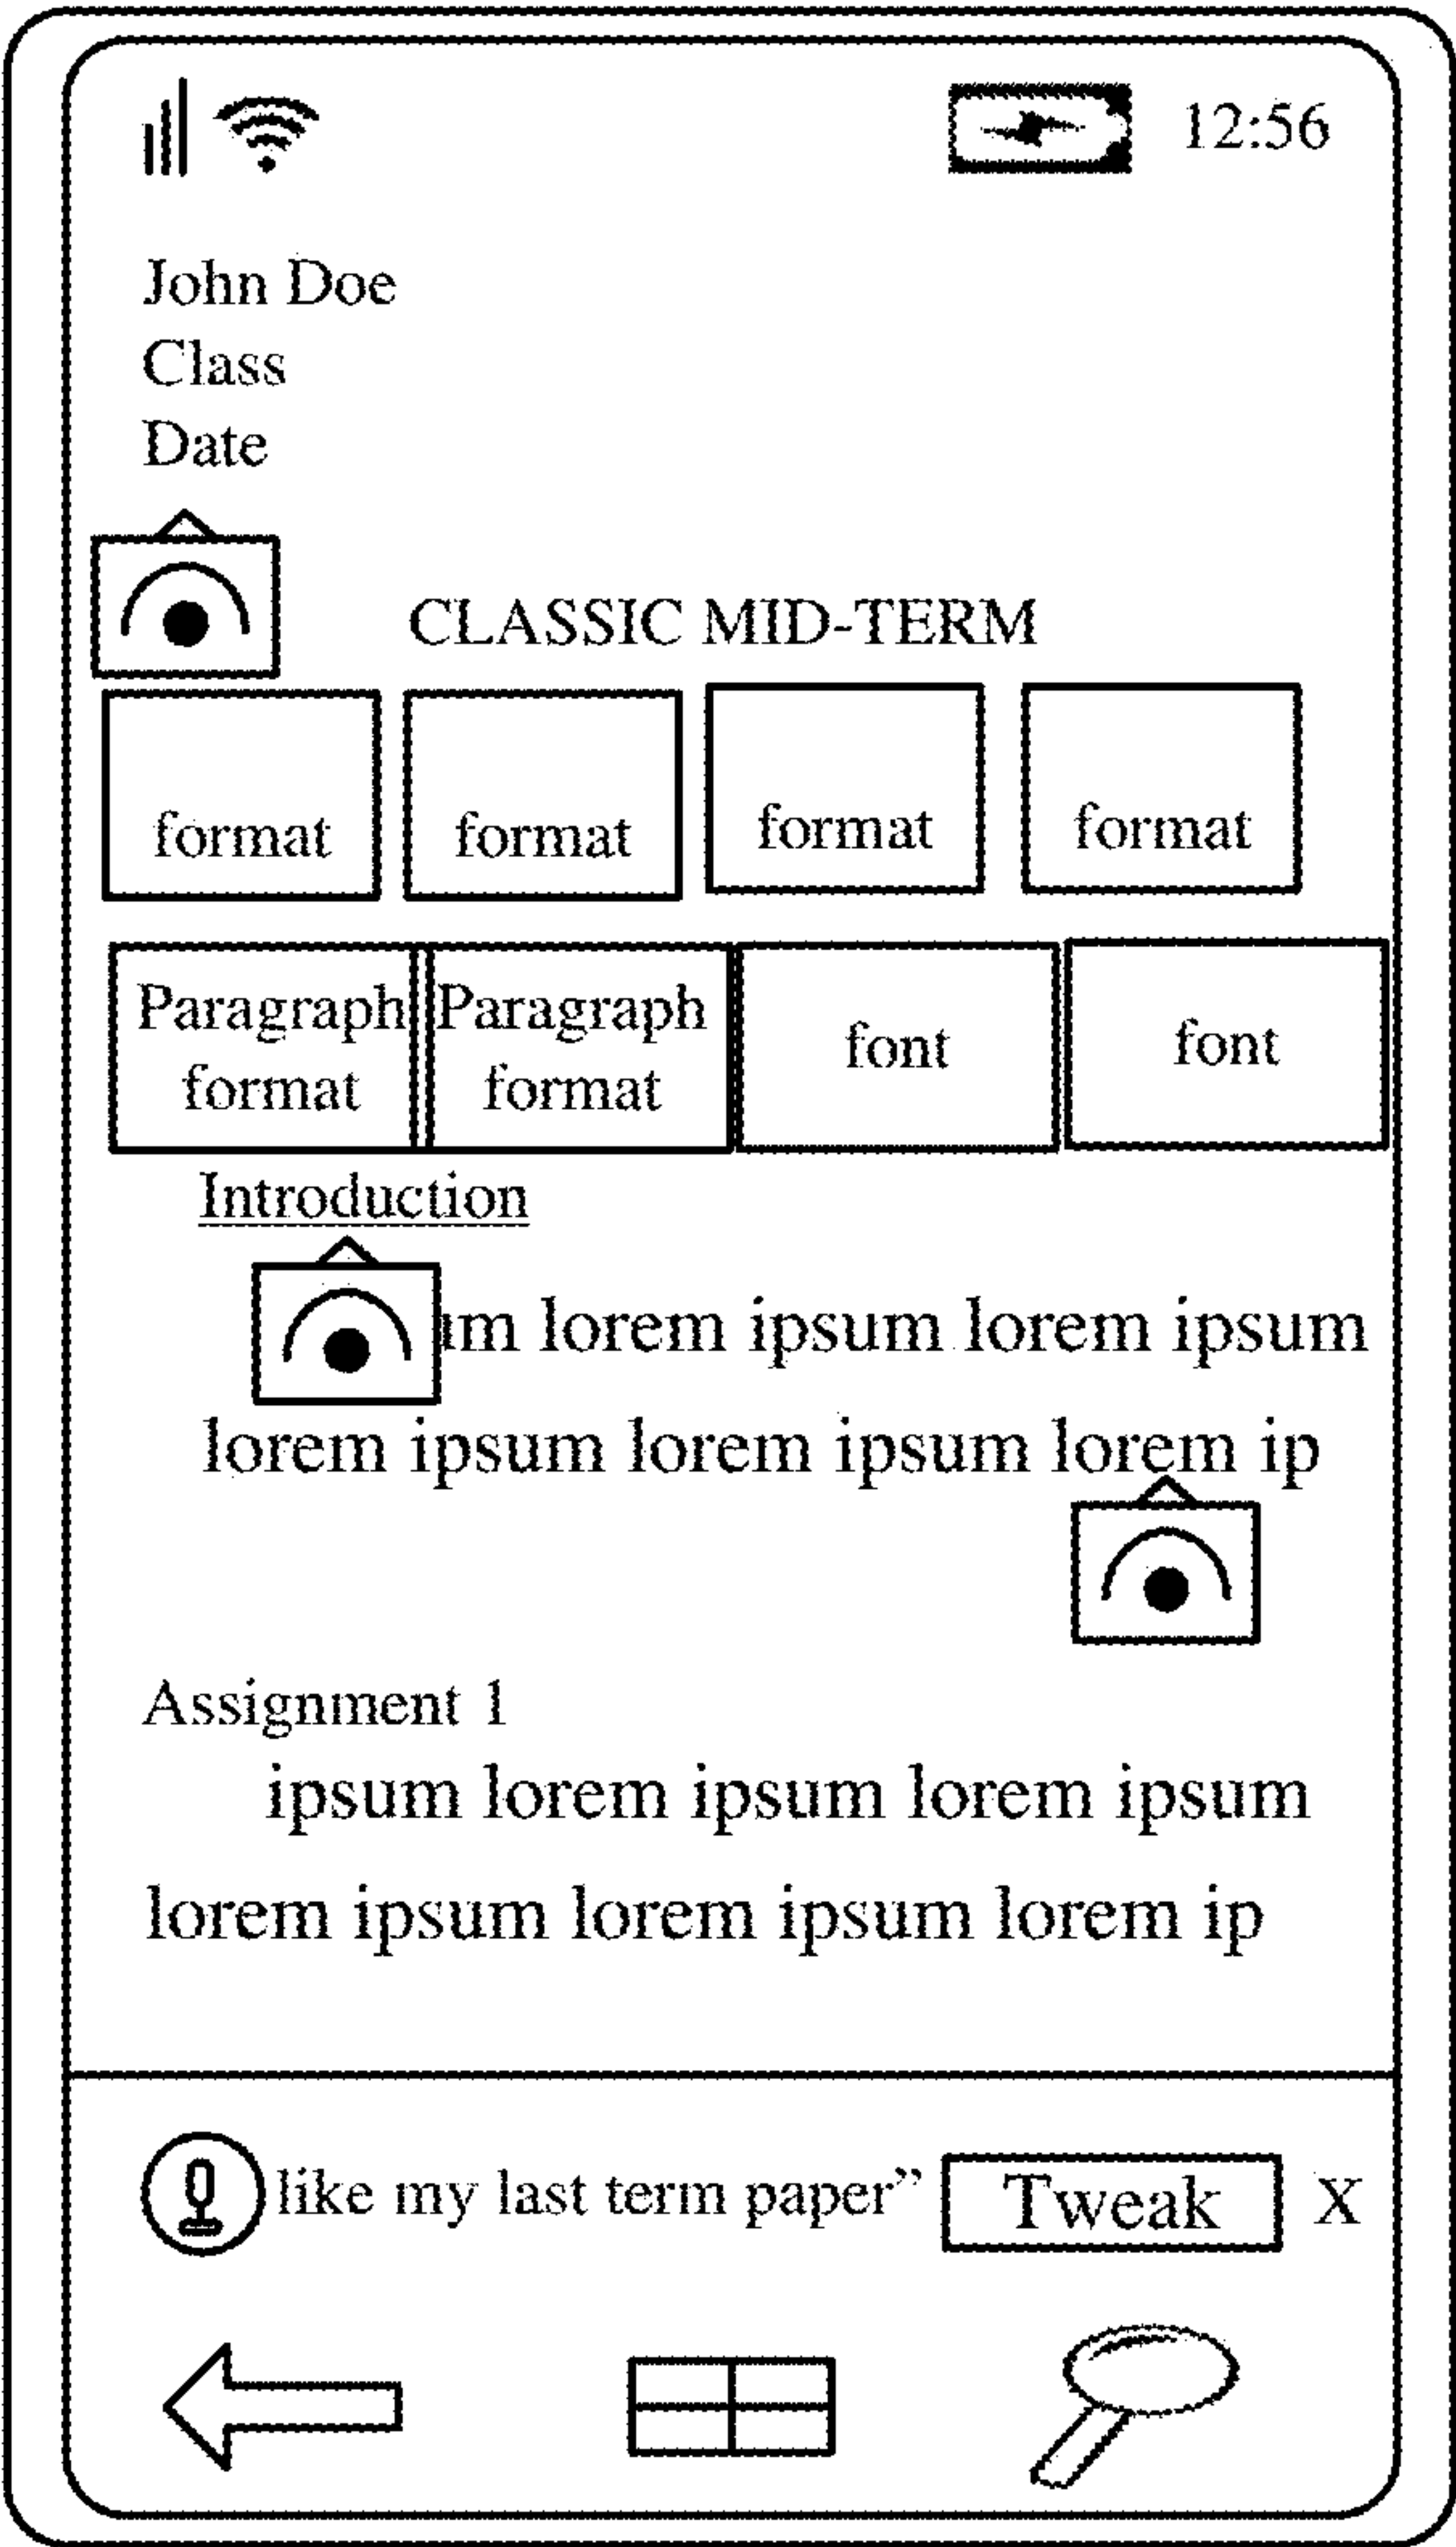 12:56
John Doe
Class
Date
CLASSIC MID-TERM
format format format format
Paragraph format Paragraph format font font
Introduction
um lorem ipsum lorem ipsum
lorem ipsum lorem ipsum lorem ip
Assignment 1
ipsum lorem ipsum lorem ipsum
lorem ipsum lorem ipsum lorem ip
like my last term paper” Tweak X